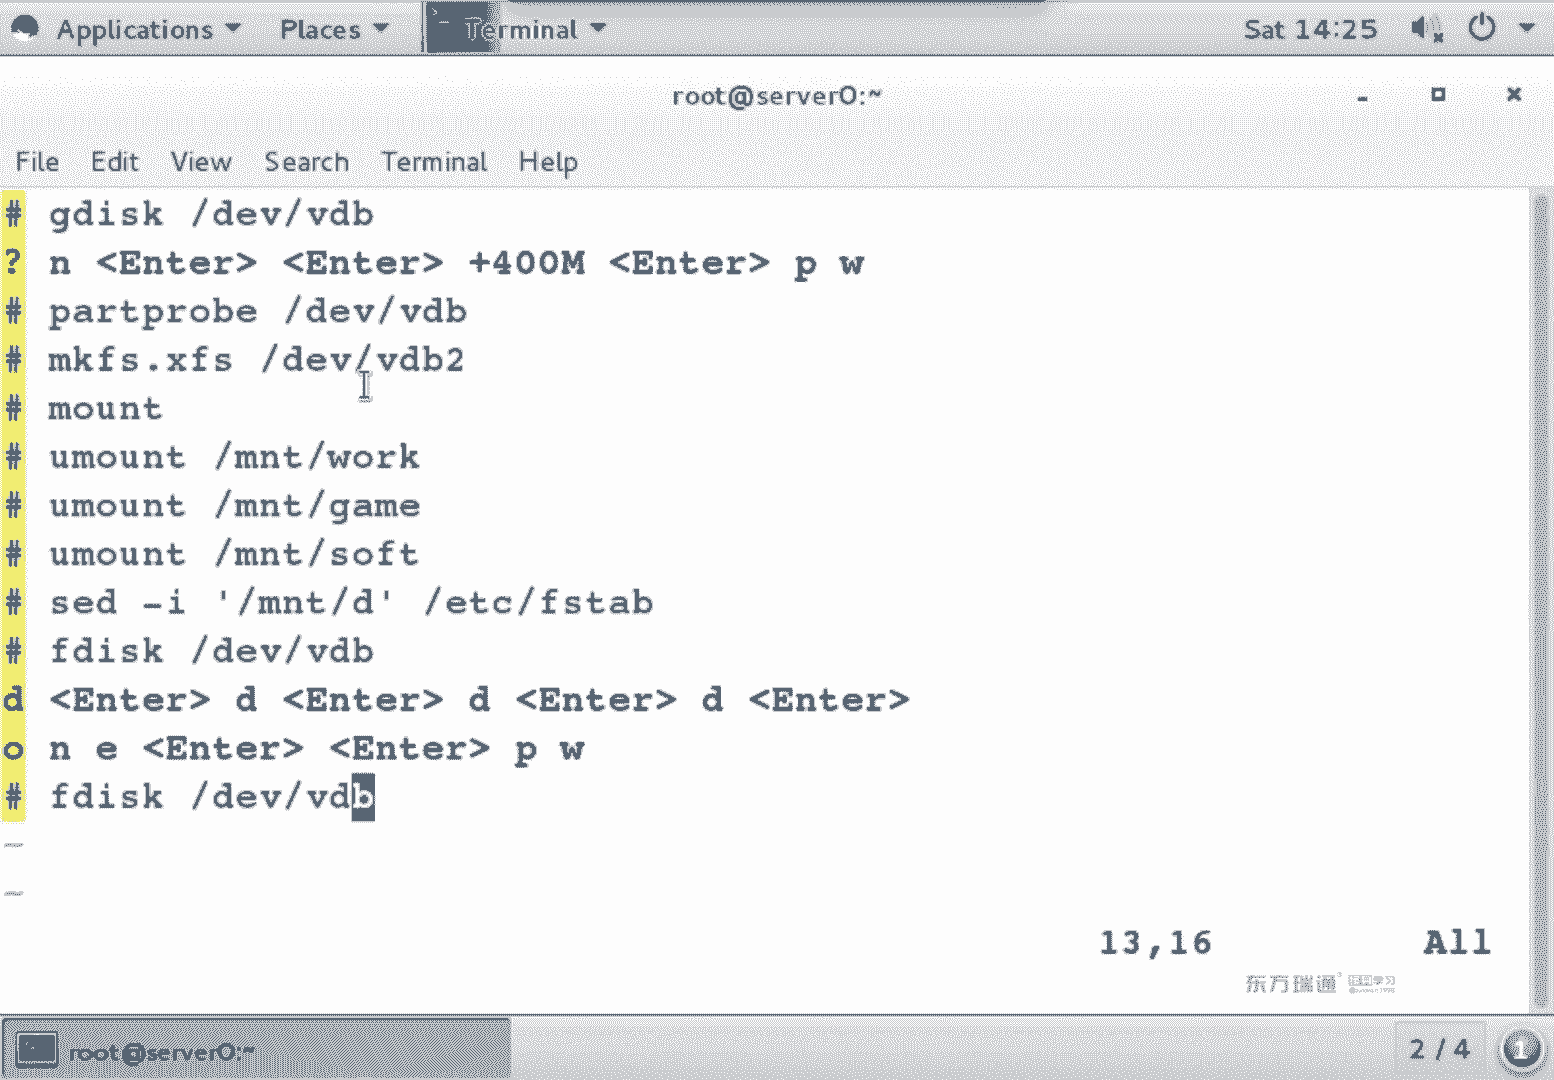 Applications Places Terminal Sat 14:25
root@server0:~
File Edit View Search Terminal Help
# gdisk /dev/vdb
? n <Enter> <Enter> +400M <Enter> p w
# partprobe /dev/vdb
# mkfs.xfs /dev/vdb2
# mount
# umount /mnt/work
# umount /mnt/game
# umount /mnt/soft
# sed -i '/mnt/d' /etc/fstab
# fdisk /dev/vdb
d <Enter> d <Enter> d <Enter> d <Enter>
o n e <Enter> <Enter> p w
# fdisk /dev/vdb
~
~
13,16 All
东方瑞通
root@server0:~ 2 / 4 1